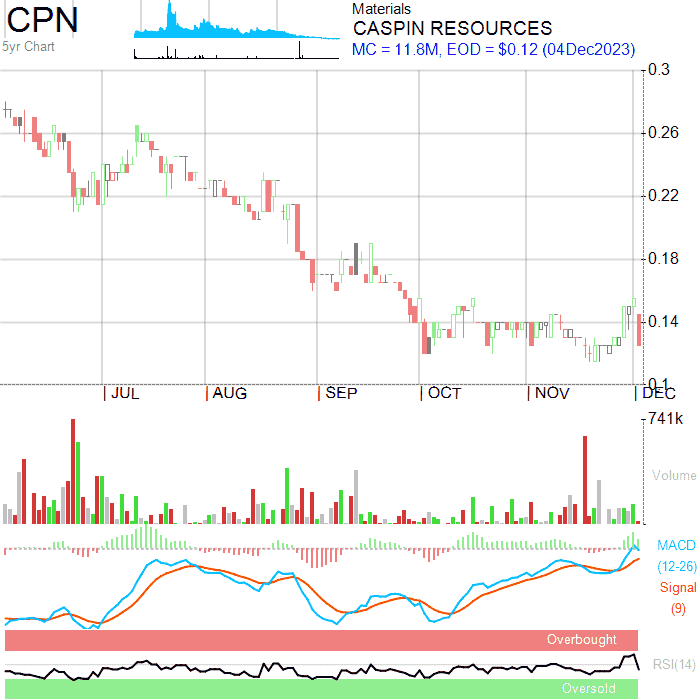 CPN
5yr Chart
Materials
CASPIN RESOURCES
MC = 11.8M, EOD = $0.12 (04Dec2023)
0.3
0.26
0.22
0.18
0.14
0.1
JUL AUG SEP OCT NOV DEC
741k
Volume
MACD
(12-26)
Signal
(9)
Overbought
RSI(14)
Oversold